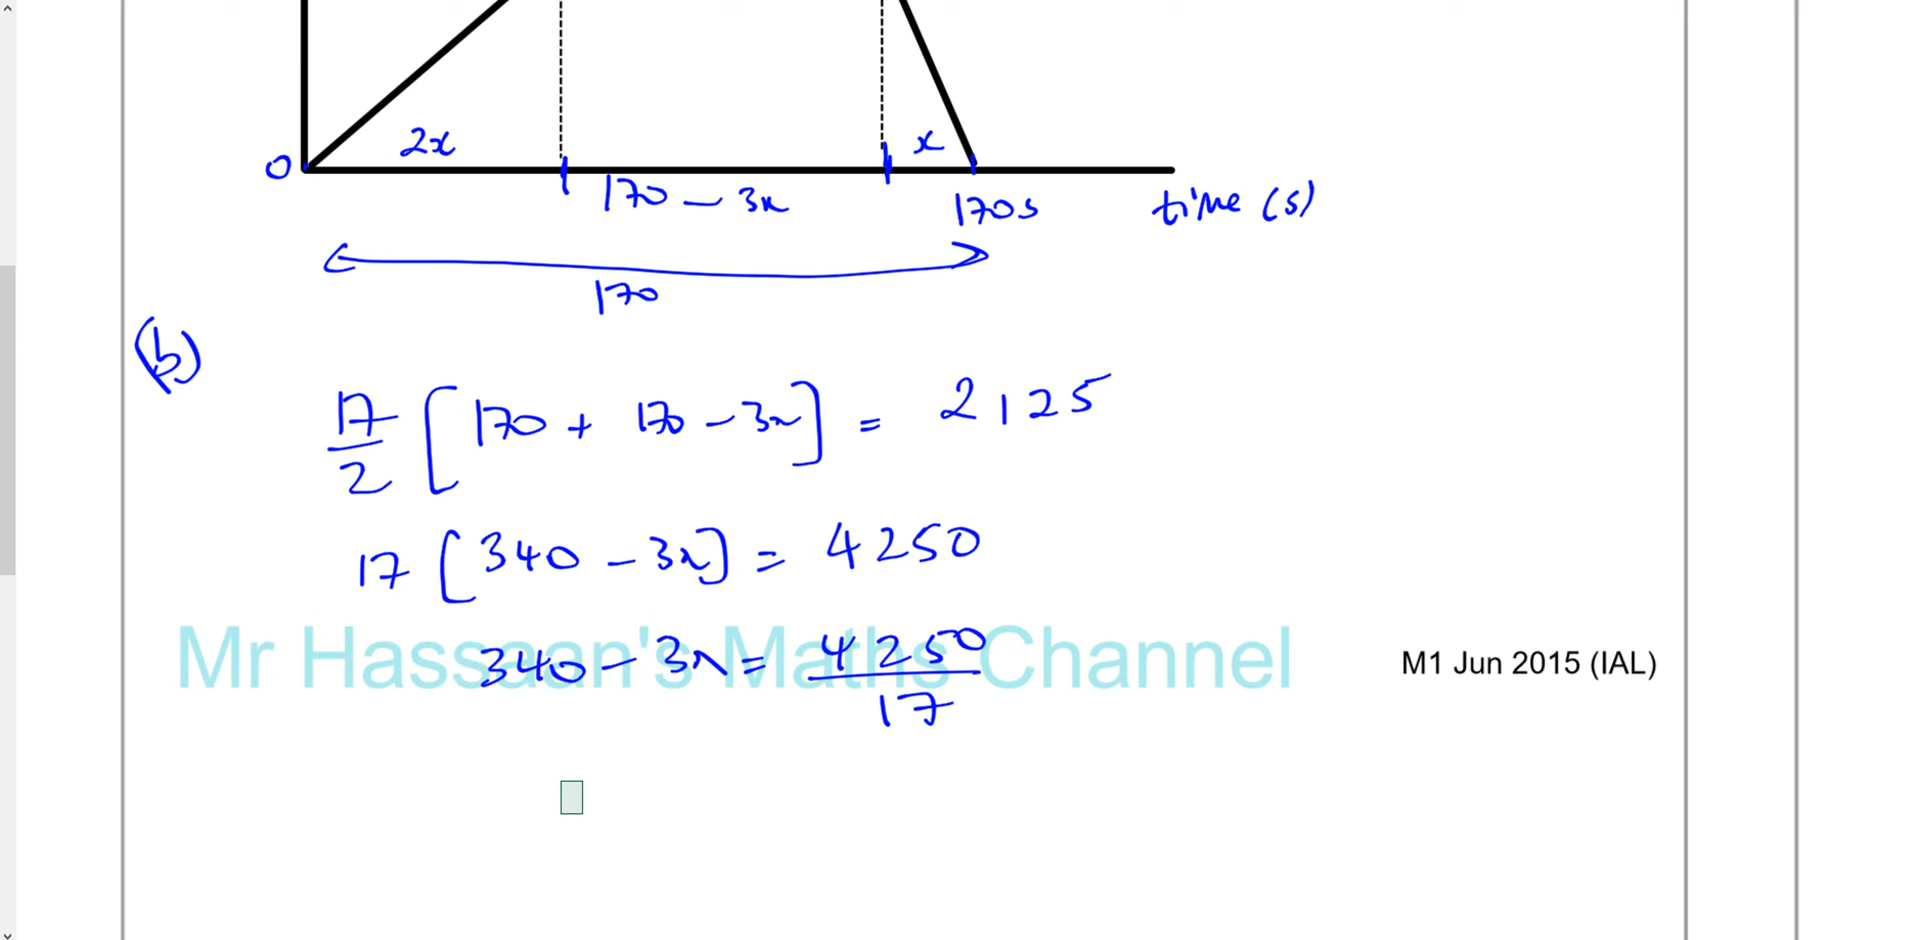 2x
x
0
170 - 3x
170s
time (s)
170
(b)
17/2 [170 + 170 - 3x] = 2125
17 [340 - 3x] = 4250
340 - 3x = 4250/17
Mr Hassaan's Maths Channel
M1 Jun 2015 (IAL)